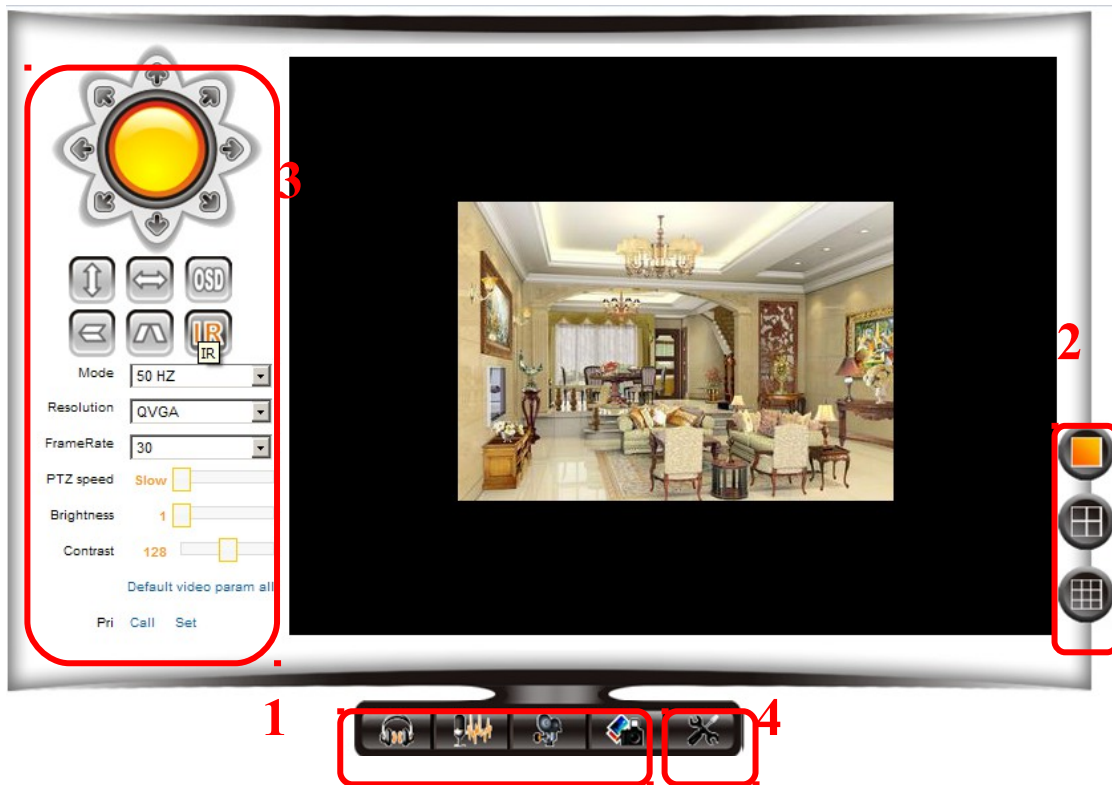 3
OSD
IR
IR
Mode 50 HZ
Resolution QVGA
FrameRate 30
PTZ speed Slow
Brightness 1
Contrast 128
Default video param all
Pri Call Set
2
1
4